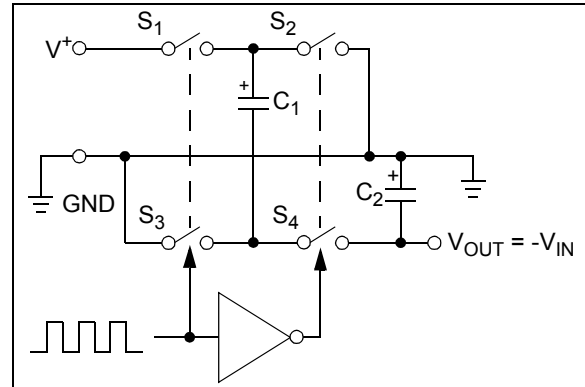 S1 S2
V+
+ C1
+
C2
GND
S3 S4
VOUT = -VIN